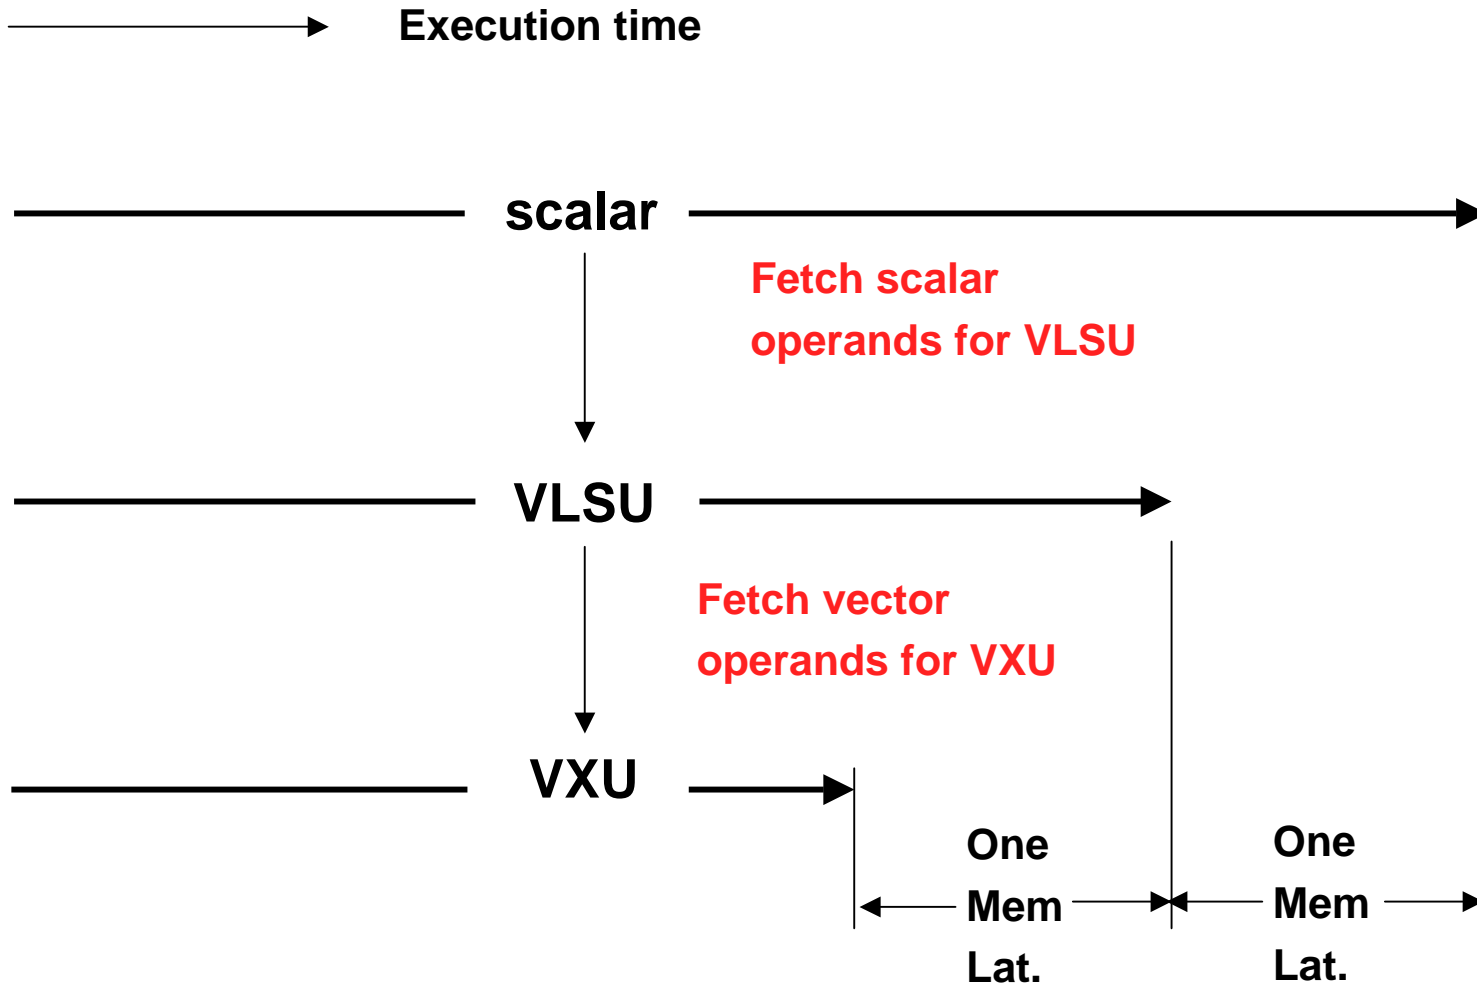 Execution time
scalar
Fetch scalar
operands for VLSU
VLSU
Fetch vector
operands for VXU
VXU
One
Mem
Lat.
One
Mem
Lat.